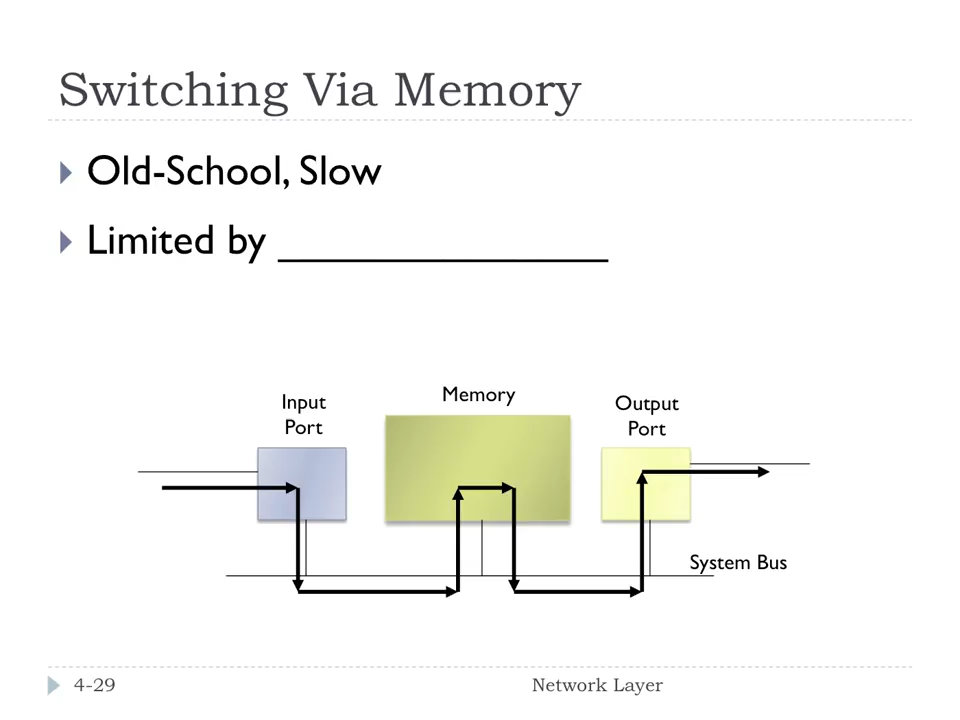 Switching Via Memory
Old-School, Slow
Limited by _______________
Input
Port
Memory
Output
Port
System Bus
4-29
Network Layer